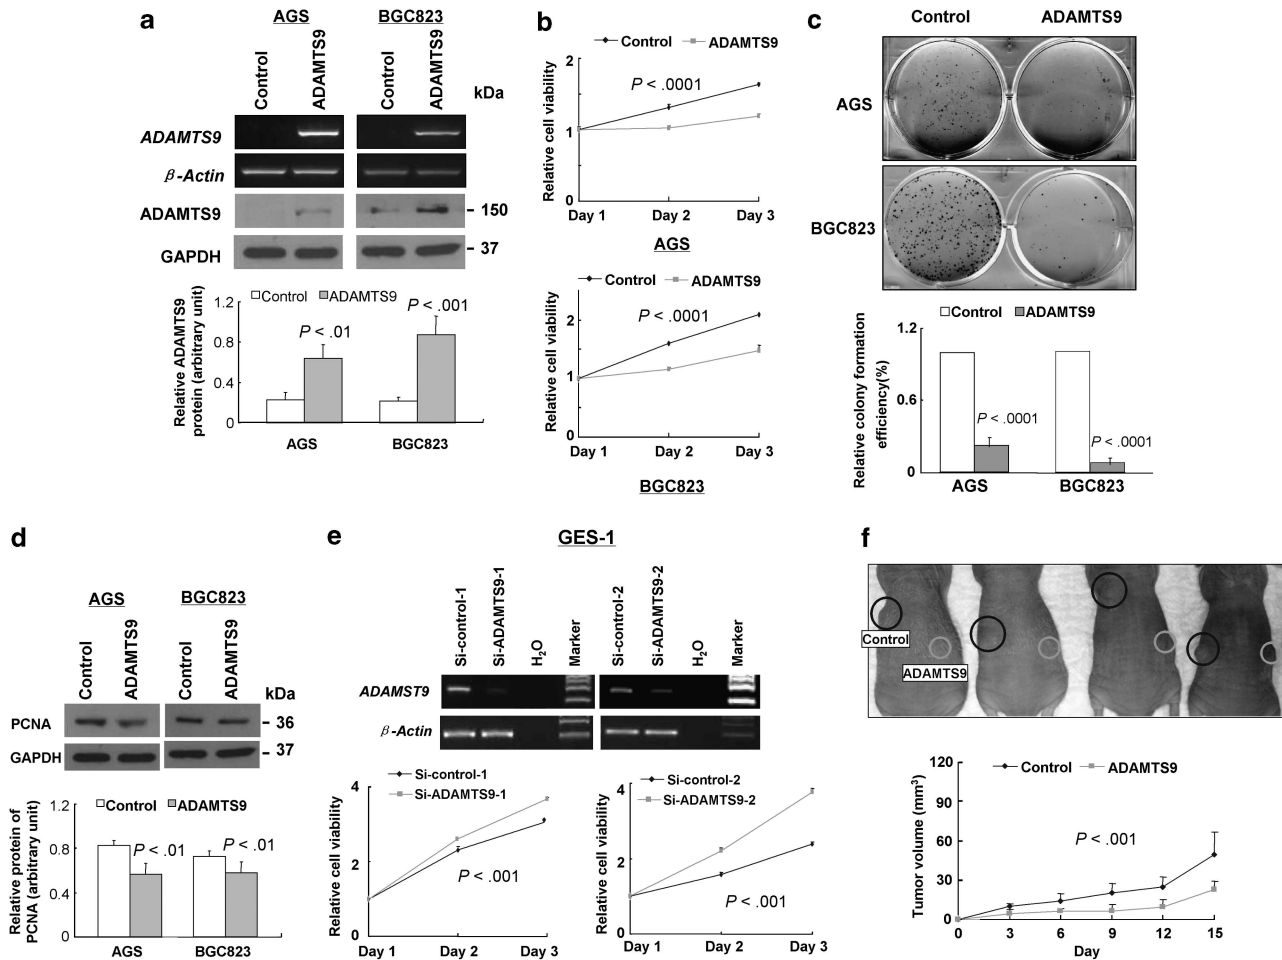 a
AGS BGC823
Control
ADAMTS9
Control
ADAMTS9
kDa
ADAMTS9
β-Actin
ADAMTS9 - 150
GAPDH - 37
Control ADAMTS9
Relative ADAMTS9
protein (arbitrary unit)
1.2
0.8
0.4
0
P < .01
P < .001
AGS BGC823
b
Control ADAMTS9
Relative cell viability
2
1
0
P < .0001
Day 1 Day 2 Day 3
AGS
Control ADAMTS9
Relative cell viability
2
1
0
P < .0001
Day 1 Day 2 Day 3
BGC823
c
Control ADAMTS9
AGS
BGC823
Control ADAMTS9
Relative colony formation
efficiency(%)
1.2
0.6
0
P < .0001
P < .0001
AGS BGC823
d
AGS BGC823
Control
ADAMTS9
Control
ADAMTS9
kDa
PCNA - 36
GAPDH - 37
Control ADAMTS9
Relative protein of
PCNA (arbitrary unit)
1.2
0.8
0.4
0
P < .01
P < .01
AGS BGC823
e
GES-1
Si-control-1
Si-ADAMTS9-1
H2O
Marker
Si-control-2
Si-ADAMTS9-2
H2O
Marker
ADAMST9
β-Actin
Si-control-1
Si-ADAMTS9-1
Relative cell viability
4
2
0
P < .001
Day 1 Day 2 Day 3
Si-control-2
Si-ADAMTS9-2
Relative cell viability
4
2
0
P < .001
Day 1 Day 2 Day 3
f
Control
ADAMTS9
Control ADAMTS9
Tumor volume (mm3)
120
90
60
30
0
P < .001
0 3 6 9 12 15
Day